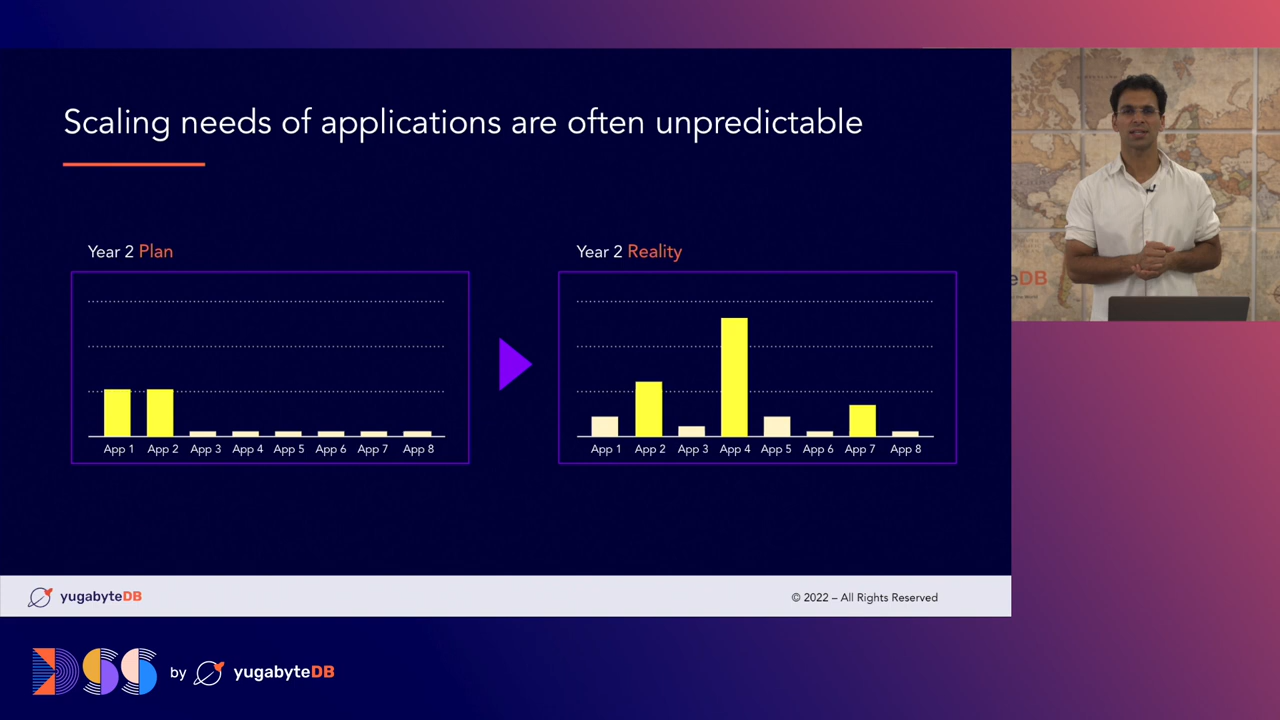 Scaling needs of applications are often unpredictable
Year 2 Plan
App 1 App 2 App 3 App 4 App 5 App 6 App 7 App 8
Year 2 Reality
App 1 App 2 App 3 App 4 App 5 App 6 App 7 App 8
yugabyteDB
© 2022 – All Rights Reserved
DSS by yugabyteDB
eDB